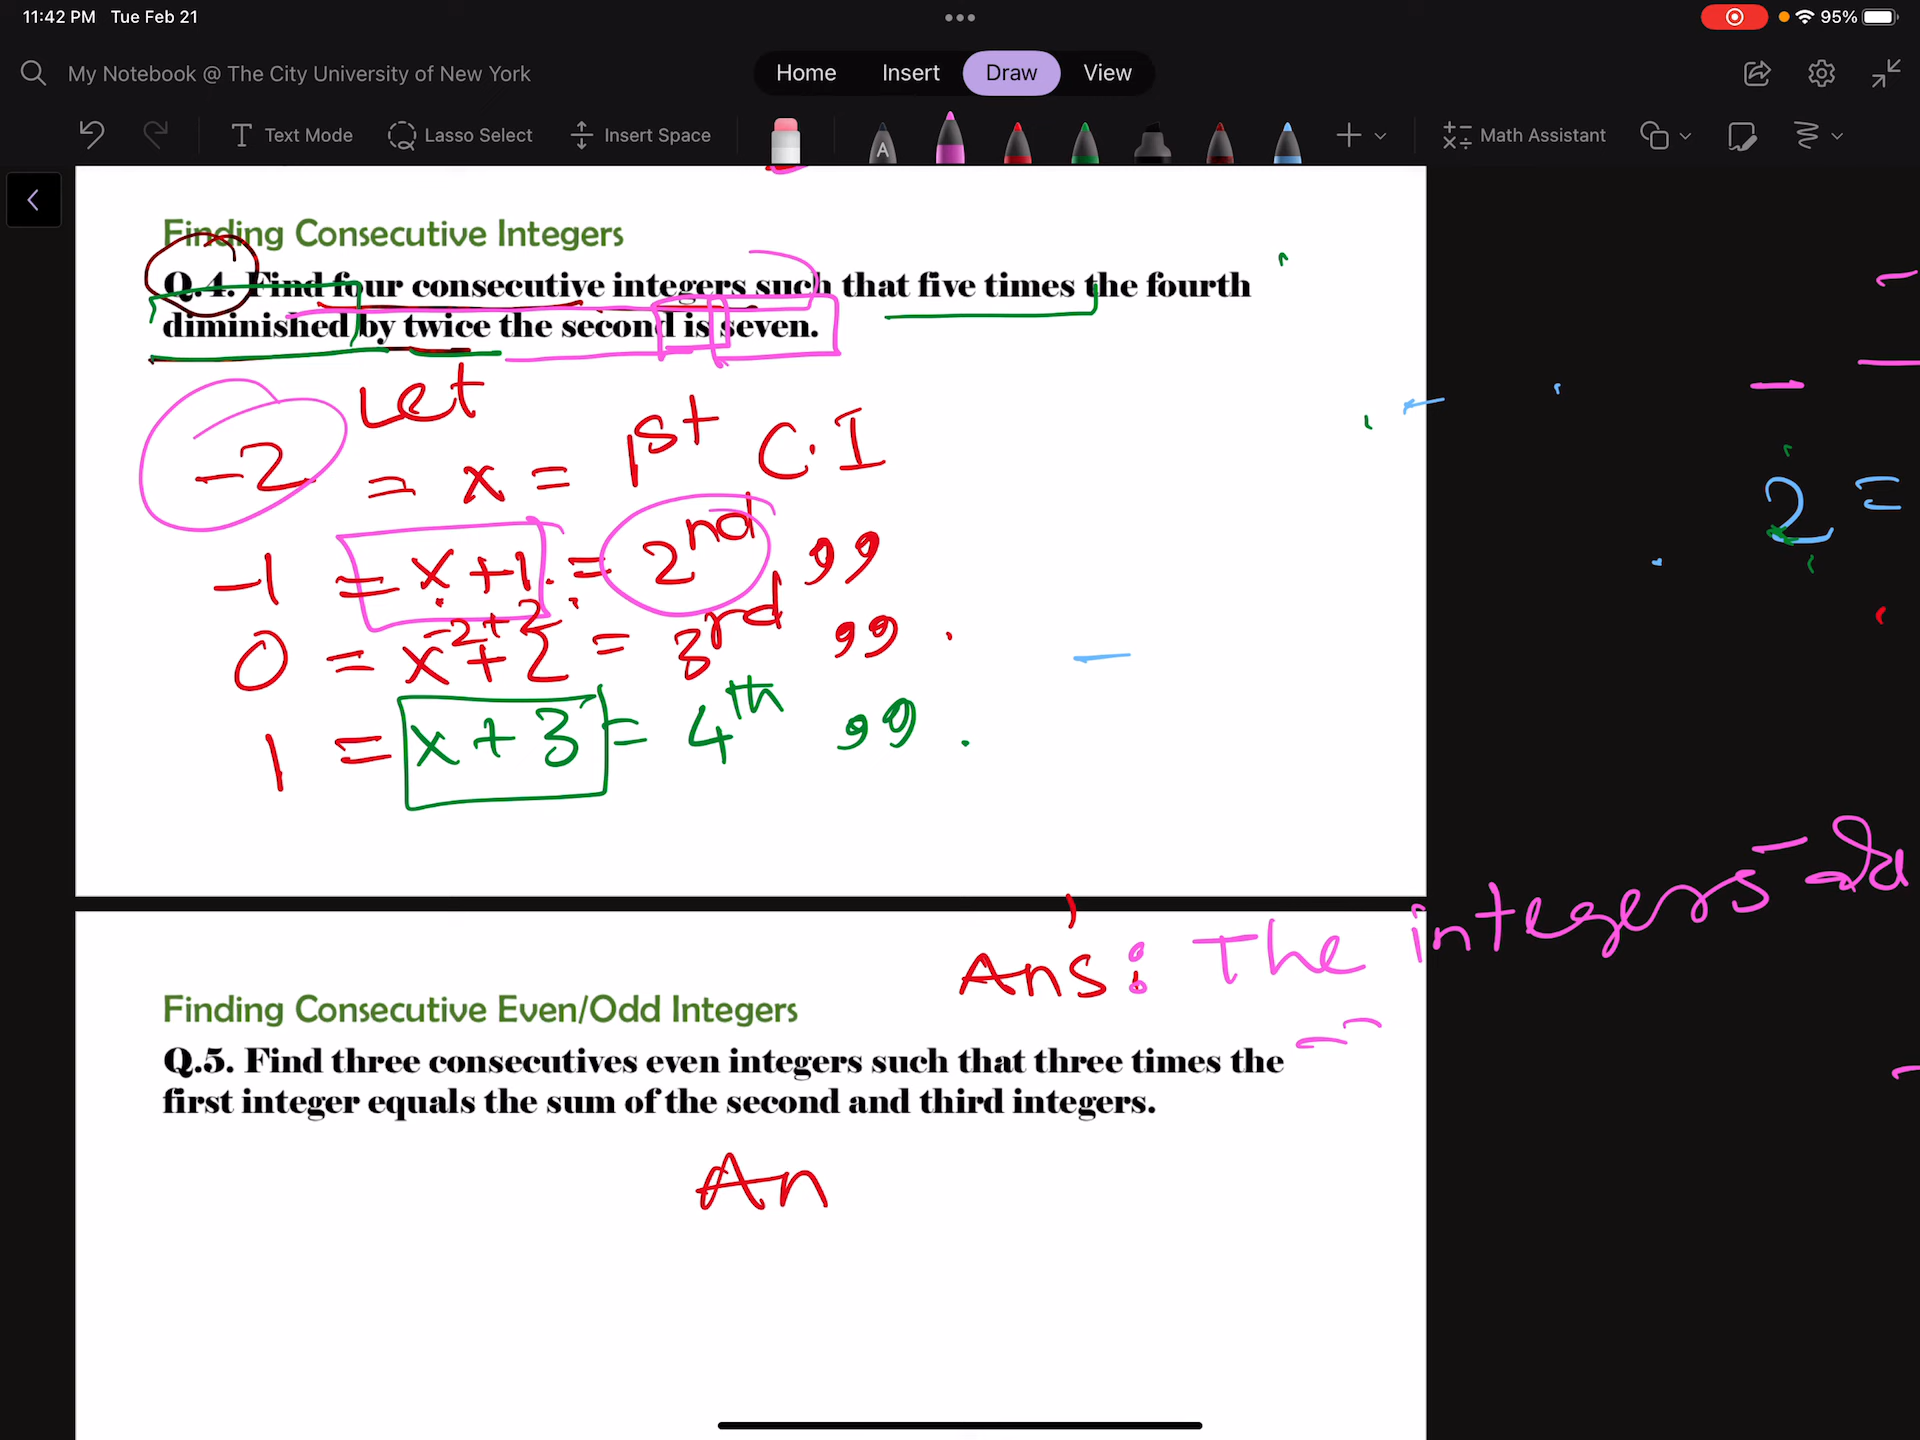 11:42 PM Tue Feb 21
95%
My Notebook @ The City University of New York
Home Insert Draw View
Text Mode Lasso Select Insert Space A Math Assistant
Finding Consecutive Integers
Q.4. Find four consecutive integers such that five times the fourth
diminished by twice the second is seven.
Let
-2 = x = 1st C.I
-1 = x+1 = 2nd ,,
-2+2
0 = x+2 = 3rd ,, .
1 = x+3 = 4th ,, .
2 =
Ans: The integers
Finding Consecutive Even/Odd Integers
Q.5. Find three consecutives even integers such that three times the
first integer equals the sum of the second and third integers.
An